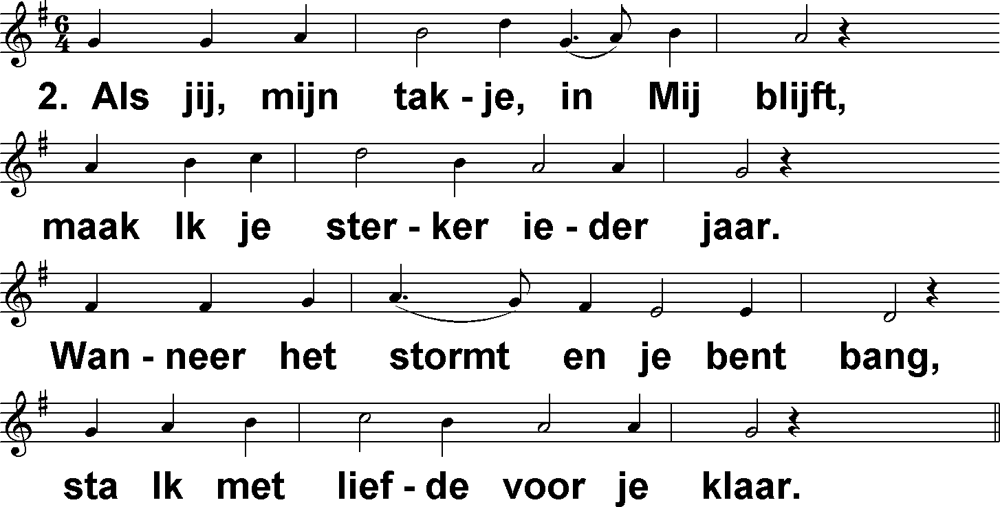 2. Als jij, mijn tak - je, in Mij blijft,
maak Ik je ster - ker ie - der jaar.
Wan - neer het stormt en je bent bang,
sta Ik met lief - de voor je klaar.